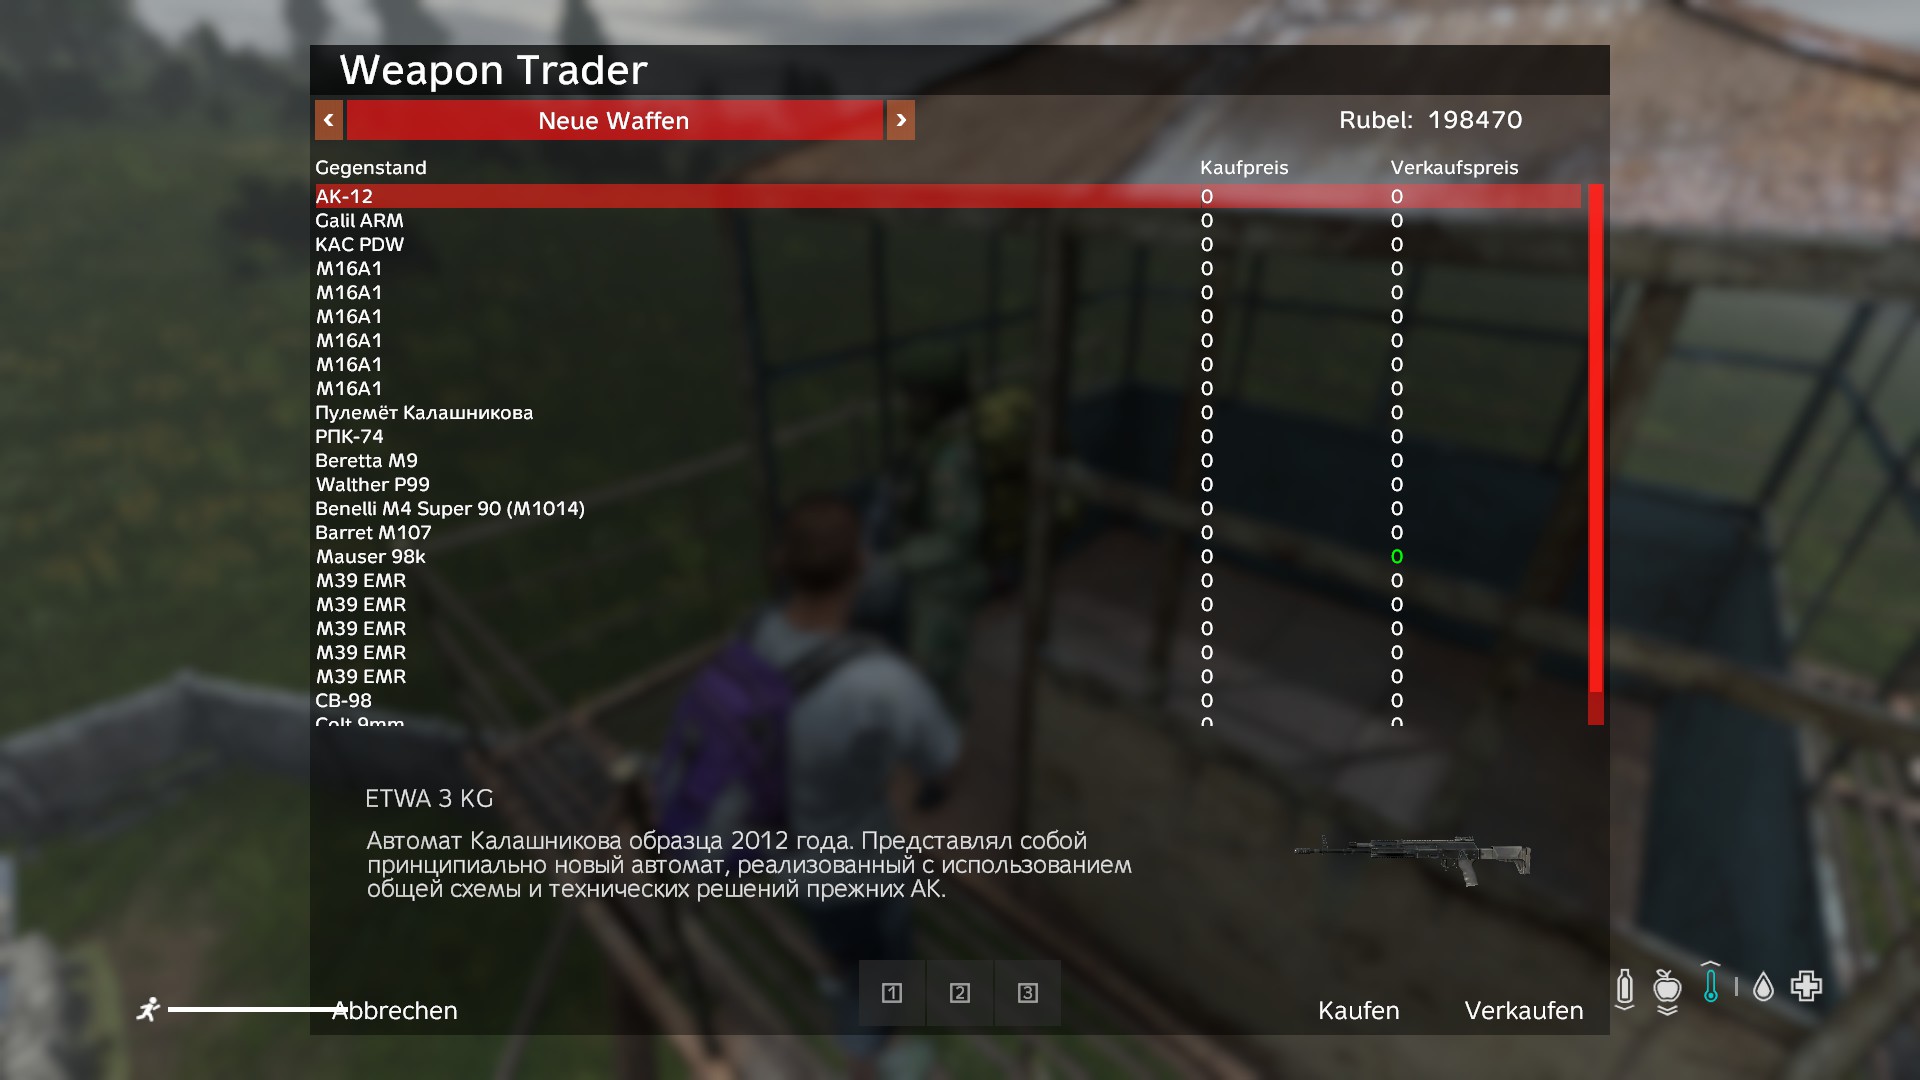 Weapon Trader
< Neue Waffen > Rubel: 198470
Gegenstand Kaufpreis Verkaufspreis
AK-12 0 0
Galil ARM 0 0
KAC PDW 0 0
M16A1 0 0
M16A1 0 0
M16A1 0 0
M16A1 0 0
M16A1 0 0
M16A1 0 0
Пулемёт Калашникова 0 0
РПК-74 0 0
Beretta M9 0 0
Walther P99 0 0
Benelli M4 Super 90 (M1014) 0 0
Barret M107 0 0
Mauser 98k 0 0
M39 EMR 0 0
M39 EMR 0 0
M39 EMR 0 0
M39 EMR 0 0
M39 EMR 0 0
СВ-98 0 0
Colt 9mm 0 0
ETWA 3 KG
Автомат Калашникова образца 2012 года. Представлял собой
принципиально новый автомат, реализованный с использованием
общей схемы и технических решений прежних АК.
1 2 3
Abbrechen Kaufen Verkaufen